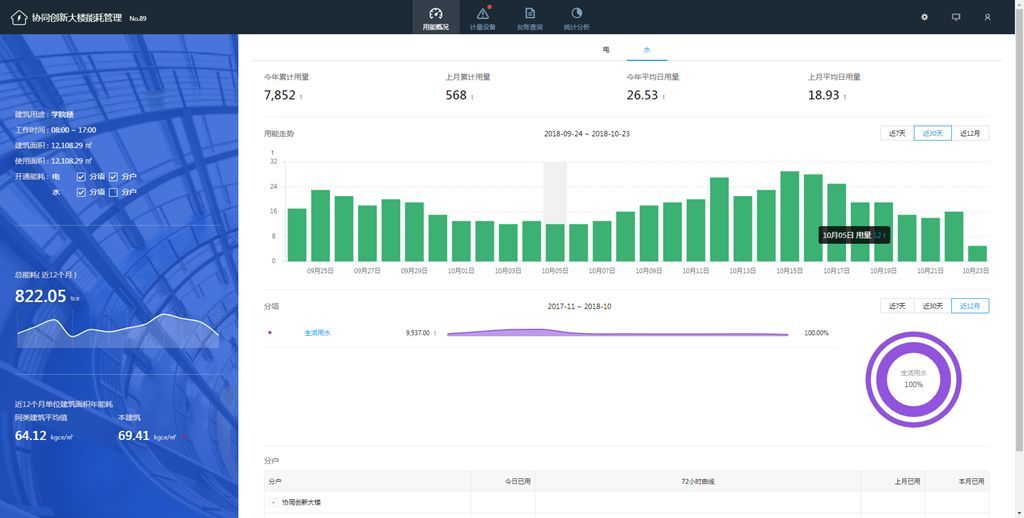 协同创新大楼能耗管理 No.89
用能概况 计量设备 台账查询 统计分析
建筑用途 : 学院楼
工作时间 : 08:00 ~ 17:00
建筑面积 : 12,108.29 ㎡
使用面积 : 12,108.29 ㎡
开通能耗 : 电 分项 分户
水 分项 分户
总能耗( 近12个月 )
822.05 tce
近12个月单位建筑面积年能耗
同类建筑平均值 本建筑
64.12 kgce/㎡ 69.41 kgce/㎡
电 水
今年累计用量 上月累计用量 今年平均日用量 上月平均日用量
7,852 t 568 t 26.53 t 18.93 t
用能走势 2018-09-24 ~ 2018-10-23 近7天 近30天 近12月
t
32
24
16
8
0
10月05日 用量 12 t
09月25日 09月27日 09月29日 10月01日 10月03日 10月05日 10月07日 10月09日 10月11日 10月13日 10月15日 10月17日 10月19日 10月21日 10月23日
分项 2017-11 ~ 2018-10 近7天 近30天 近12月
生活用水 9,537.00 t 100.00%
生活用水
100%
分户
分户 今日已用 72小时曲线 上月已用 本月已用
- 协同创新大楼